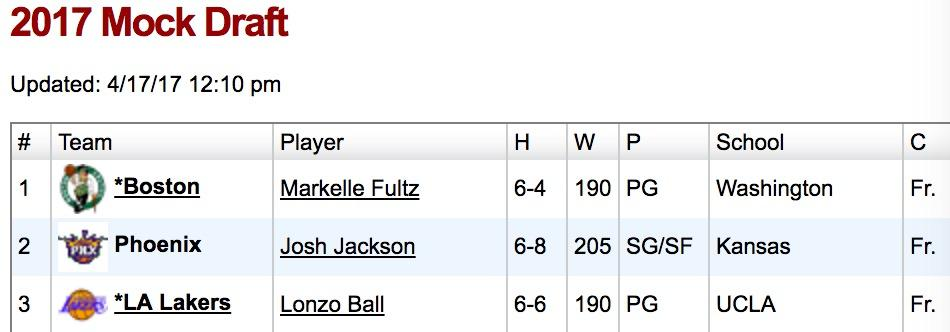 2017 Mock Draft
Updated: 4/17/17 12:10 pm
# Team Player H W P School C
1 *Boston Markelle Fultz 6-4 190 PG Washington Fr.
2 Phoenix Josh Jackson 6-8 205 SG/SF Kansas Fr.
3 *LA Lakers Lonzo Ball 6-6 190 PG UCLA Fr.